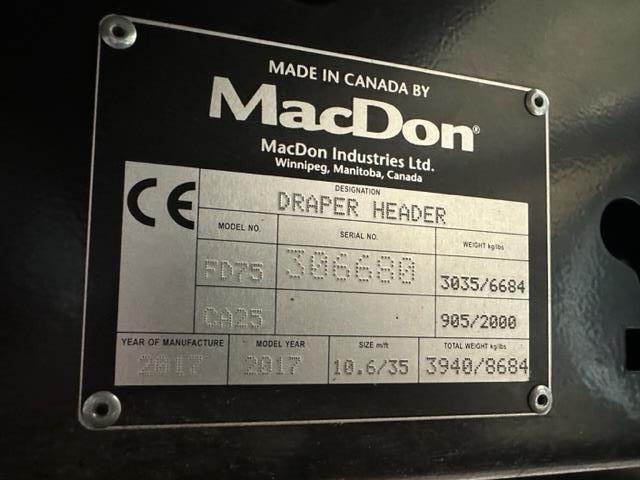 MADE IN CANADA BY
MacDon®
MacDon Industries Ltd.
Winnipeg, Manitoba, Canada
CE
DESIGNATION
DRAPER HEADER
MODEL NO. SERIAL NO. WEIGHT kg/lbs
FD75 306680 3035/6684
CA25 905/2000
YEAR OF MANUFACTURE MODEL YEAR SIZE m/ft TOTAL WEIGHT kg/lbs
2017 2017 10.6/35 3940/8684